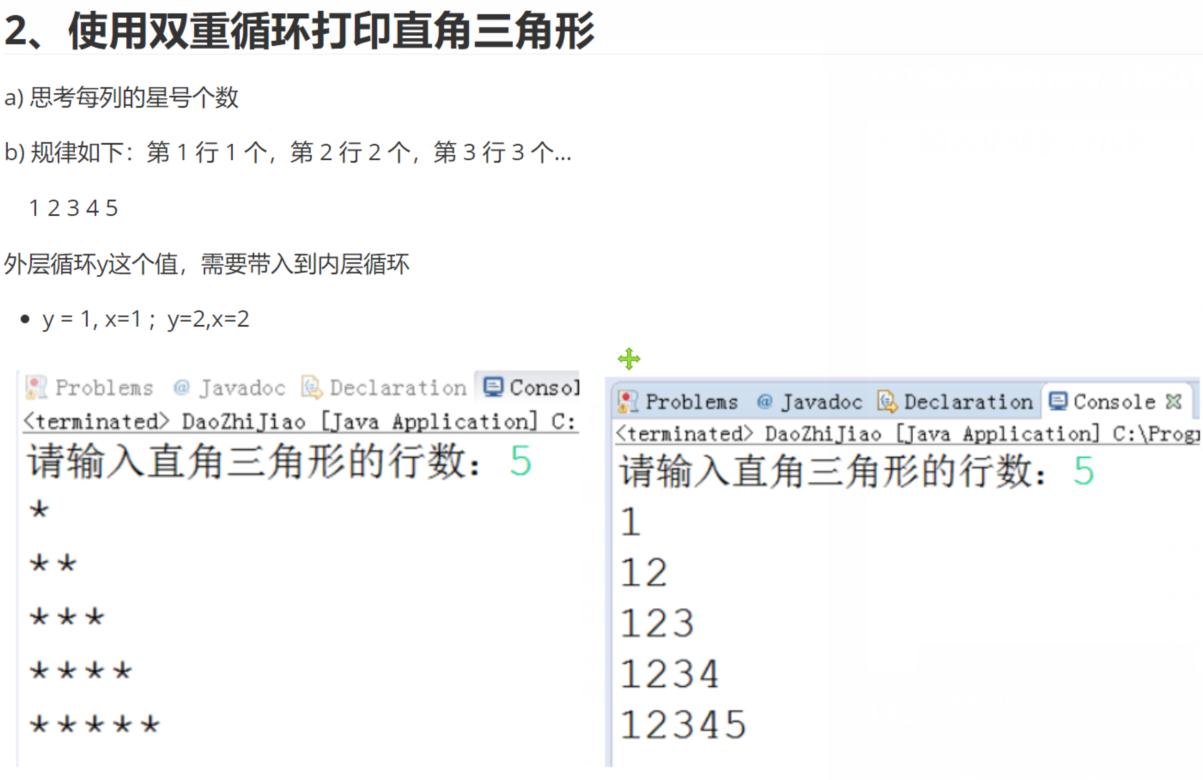 2、使用双重循环打印直角三角形
a) 思考每列的星号个数
b) 规律如下：第 1 行 1 个，第 2 行 2 个，第 3 行 3 个...
1 2 3 4 5
外层循环y这个值，需要带入到内层循环
• y = 1, x=1 ; y=2,x=2
Problems @ Javadoc Declaration Consol
<terminated> DaoZhiJiao [Java Application] C:
请输入直角三角形的行数：5
*
**
***
****
*****
Problems @ Javadoc Declaration Console
<terminated> DaoZhiJiao [Java Application] C:\Prog
请输入直角三角形的行数：5
1
12
123
1234
12345